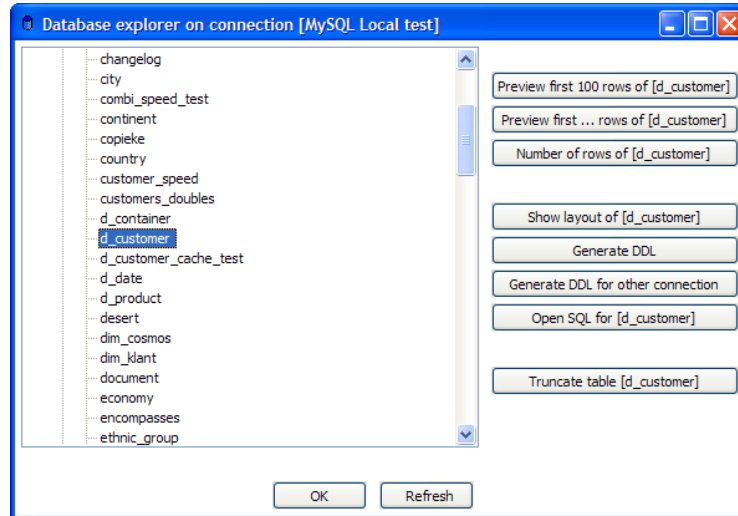 Database explorer on connection [MySQL Local test]
changelog
city
combi_speed_test
continent
copieke
country
customer_speed
customers_doubles
d_container
d_customer
d_customer_cache_test
d_date
d_product
desert
dim_cosmos
dim_klant
document
economy
encompasses
ethnic_group
Preview first 100 rows of [d_customer]
Preview first ... rows of [d_customer]
Number of rows of [d_customer]
Show layout of [d_customer]
Generate DDL
Generate DDL for other connection
Open SQL for [d_customer]
Truncate table [d_customer]
OK
Refresh